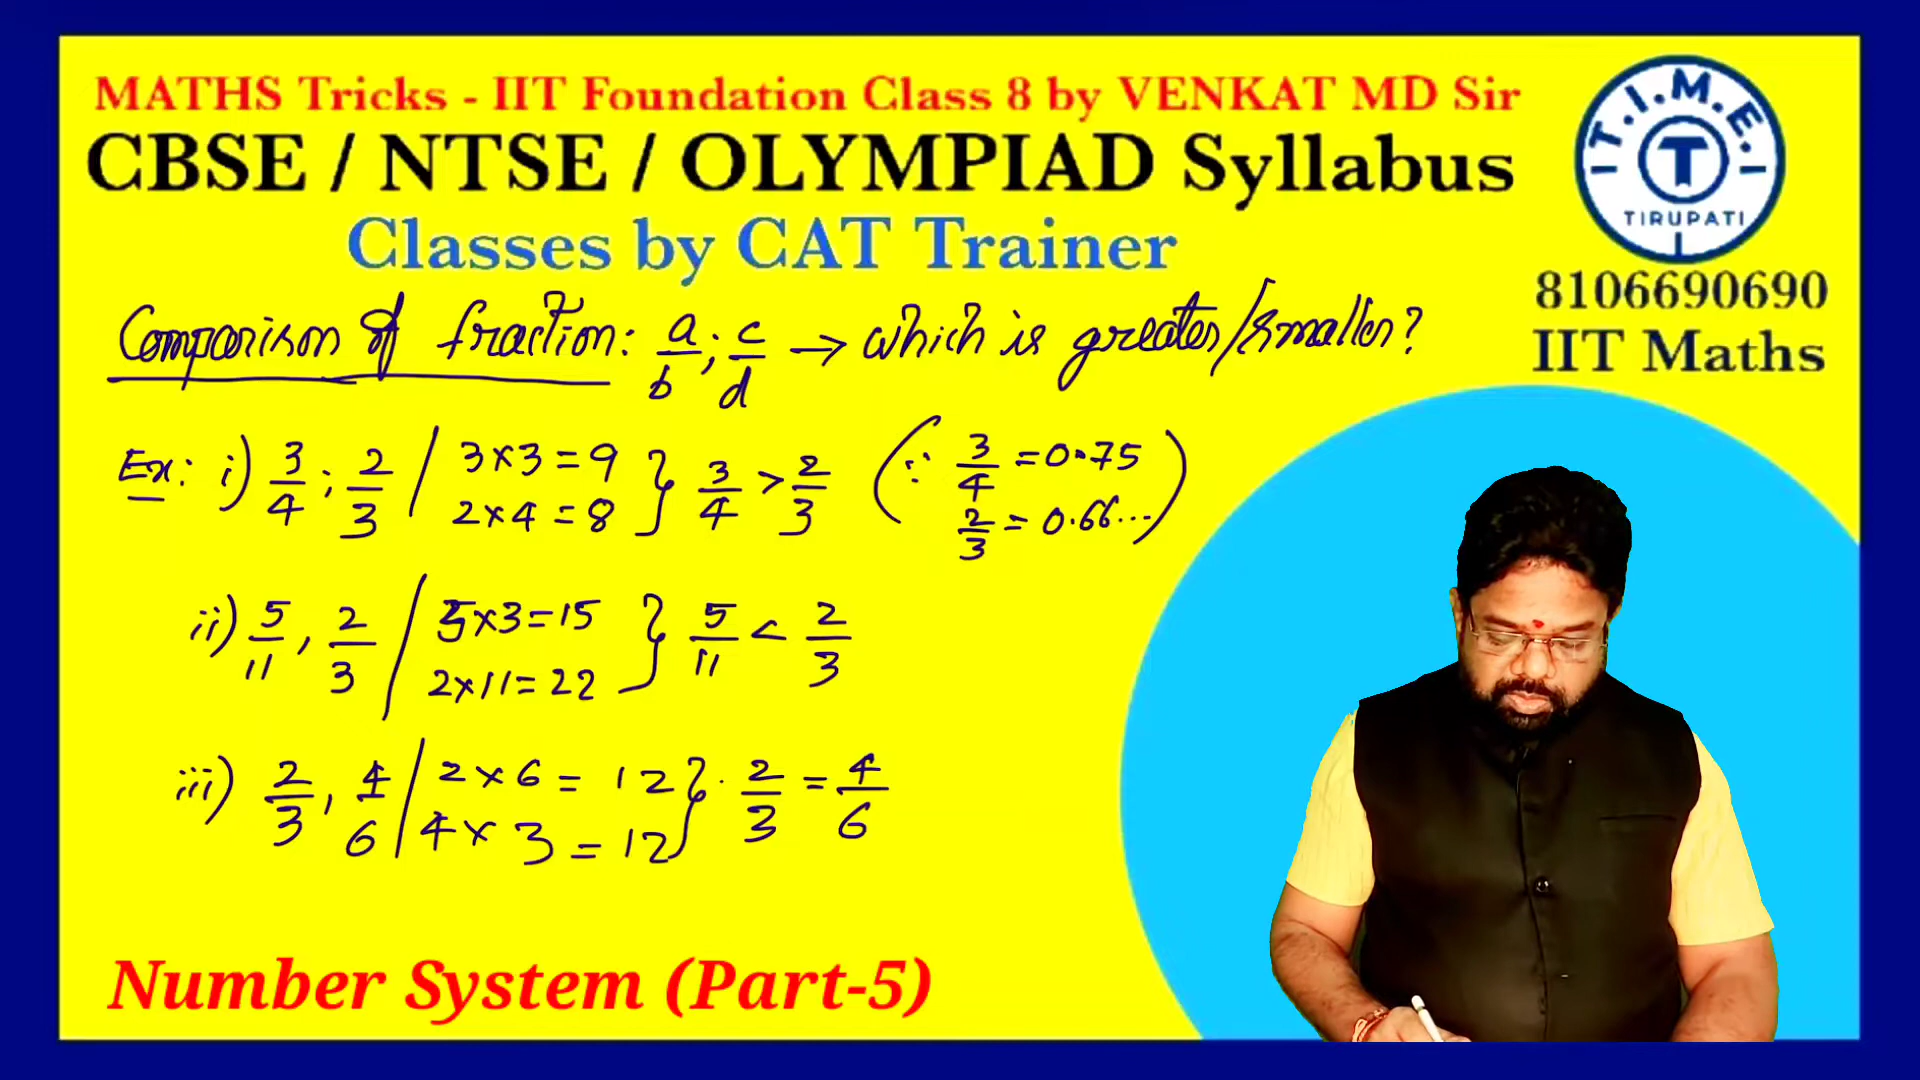 MATHS Tricks - IIT Foundation Class 8 by VENKAT MD Sir
CBSE / NTSE / OLYMPIAD Syllabus
Classes by CAT Trainer
T.I.M.E.
T
TIRUPATI
8106690690
IIT Maths
Comparison of fraction: a/b ; c/d → which is greater/smaller?
Ex: i) 3/4 ; 2/3 | 3×3=9 } 3/4 > 2/3 (∵ 3/4 = 0.75
2×4=8 2/3 = 0.66...)
ii) 5/11 , 2/3 | 5×3=15 } 5/11 < 2/3
2×11=22
iii) 2/3 , 4/6 | 2×6 = 12 } . 2/3 = 4/6
4×3 = 12
Number System (Part-5)